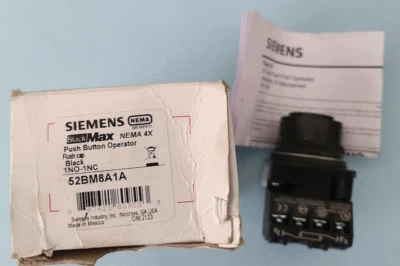 SIEMENS NEMA
BlackMax NEMA 4X
Push Button Operator
Flush cap
Black
1NO-1NC
52BM8A1A
Siemens Industry, Inc. Norcross, GA USA
Made in Mexico
SIEMENS